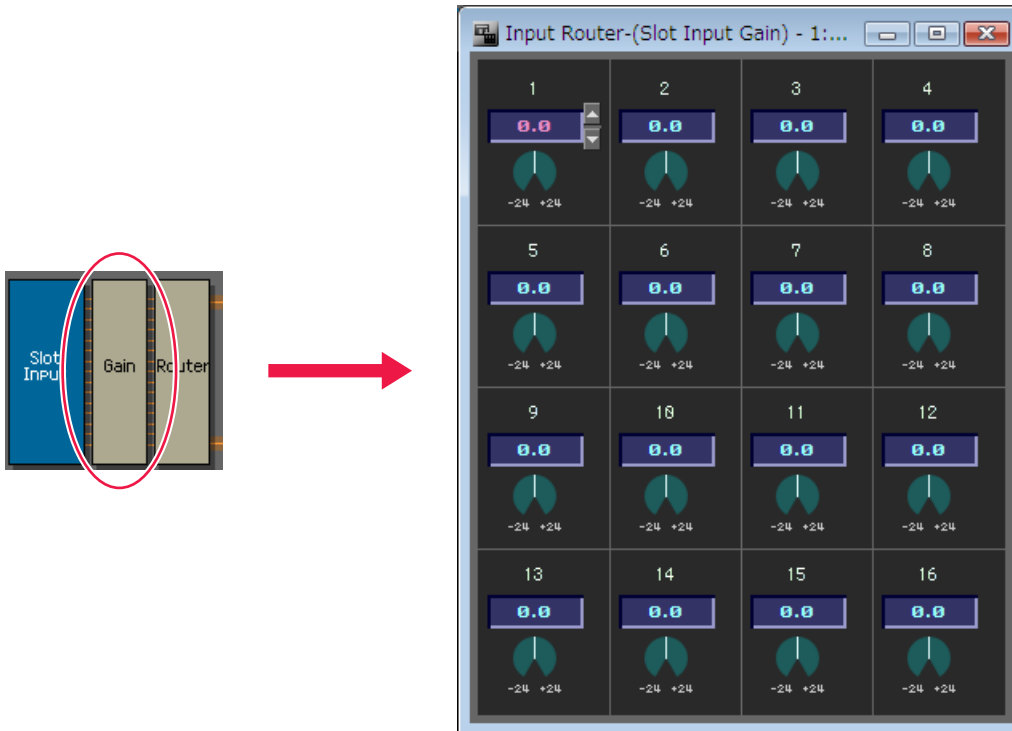 Input Router-(Slot Input Gain) - 1:...
1 2 3 4
0.0 0.0 0.0 0.0
-24 +24 -24 +24 -24 +24 -24 +24
5 6 7 8
0.0 0.0 0.0 0.0
-24 +24 -24 +24 -24 +24 -24 +24
9 10 11 12
0.0 0.0 0.0 0.0
-24 +24 -24 +24 -24 +24 -24 +24
13 14 15 16
0.0 0.0 0.0 0.0
-24 +24 -24 +24 -24 +24 -24 +24
Slot
Input
Gain
Router